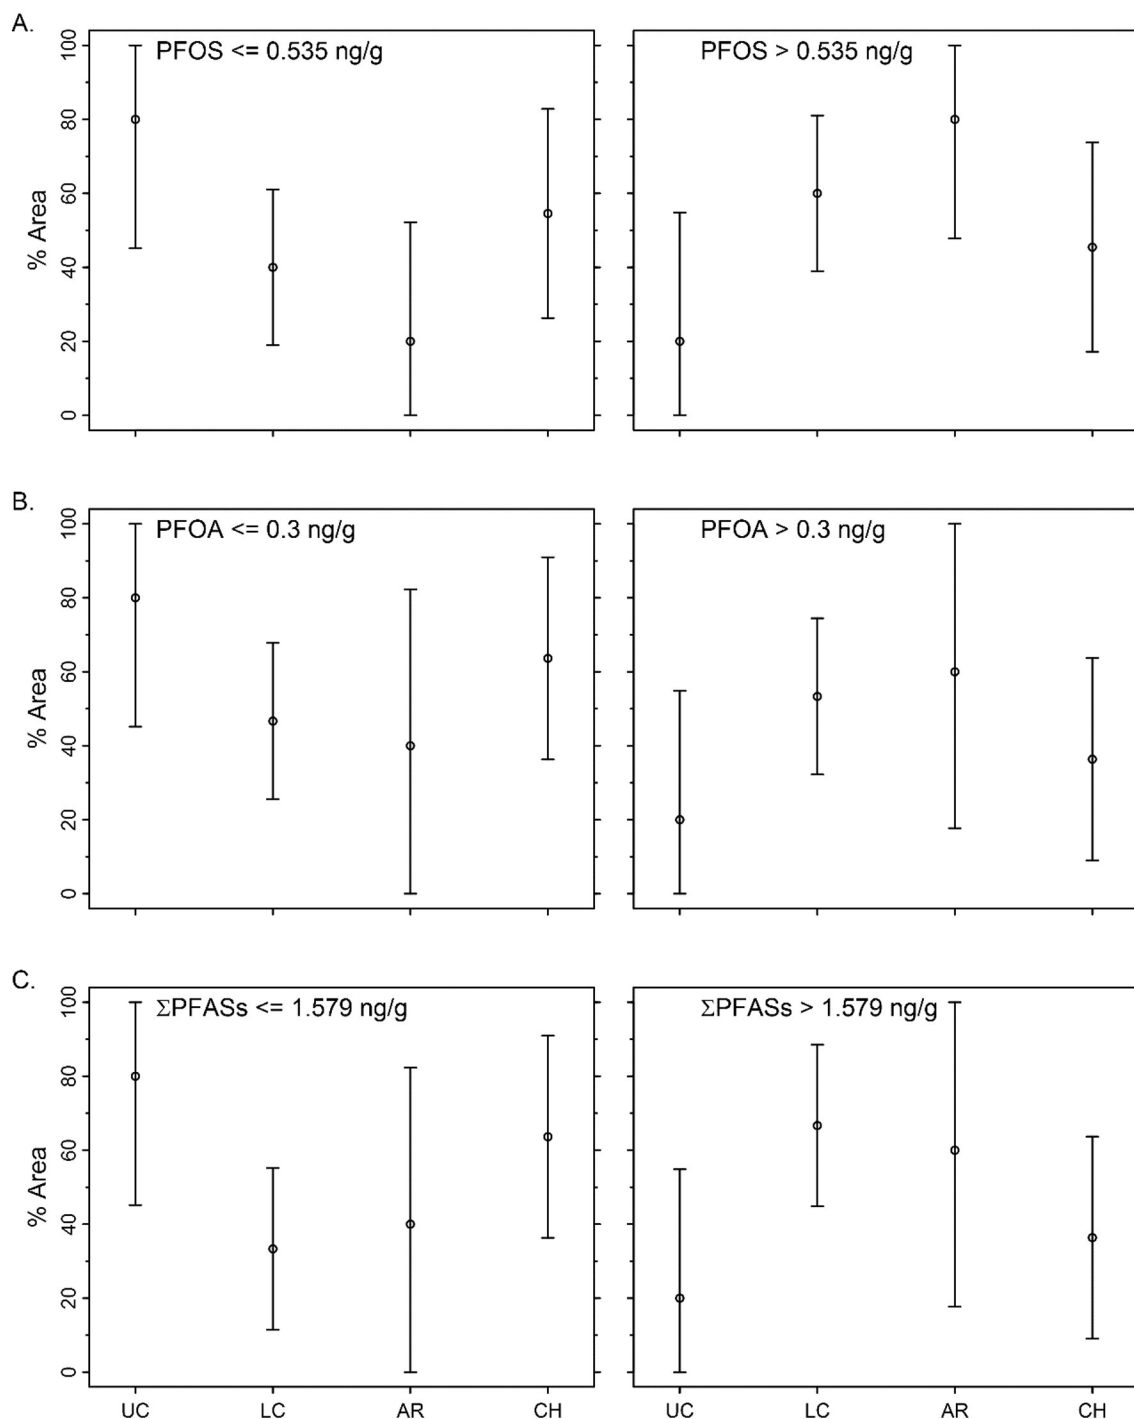 A.
PFOS <= 0.535 ng/g
PFOS > 0.535 ng/g
% Area
100
80
60
40
20
0
B.
PFOA <= 0.3 ng/g
PFOA > 0.3 ng/g
% Area
100
80
60
40
20
0
C.
ΣPFASs <= 1.579 ng/g
ΣPFASs > 1.579 ng/g
% Area
100
80
60
40
20
0
UC LC AR CH UC LC AR CH